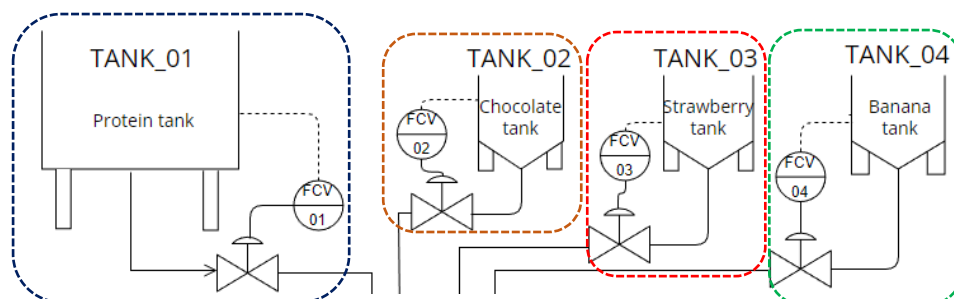 TANK_01
Protein tank
FCV
01
TANK_02
Chocolate
tank
FCV
02
TANK_03
Strawberry
tank
FCV
03
TANK_04
Banana
tank
FCV
04